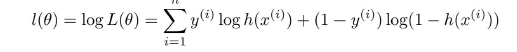 l(θ) = log L(θ) = ∑_{i=1}^{n} y^{(i)} log h(x^{(i)}) + (1 − y^{(i)}) log(1 − h(x^{(i)}))